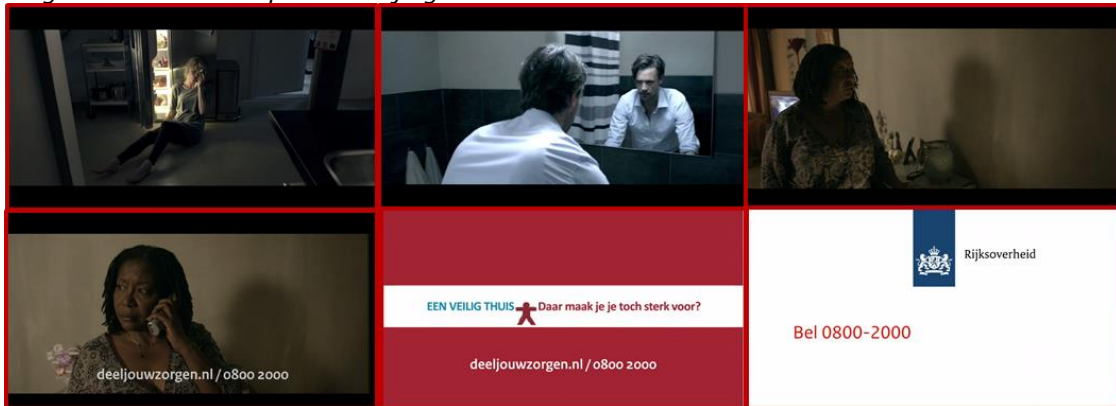 deeljouwzorgen.nl / 0800 2000
EEN VEILIG THUIS Daar maak je je toch sterk voor?
deeljouwzorgen.nl / 0800 2000
Rijksoverheid
Bel 0800-2000